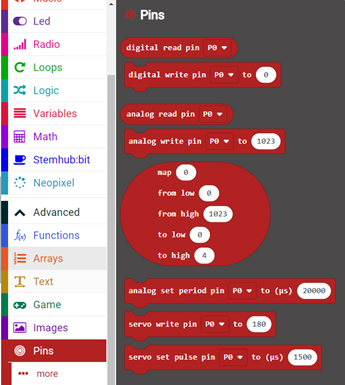 Music
Led
Radio
Loops
Logic
Variables
Math
Stemhub:bit
Neopixel
Advanced
Functions
Arrays
Text
Game
Images
Pins
more
Pins
digital read pin P0
digital write pin P0 to 0
analog read pin P0
analog write pin P0 to 1023
map 0
from low 0
from high 1023
to low 0
to high 4
analog set period pin P0 to (µs) 20000
servo write pin P0 to 180
servo set pulse pin P0 to (µs) 1500